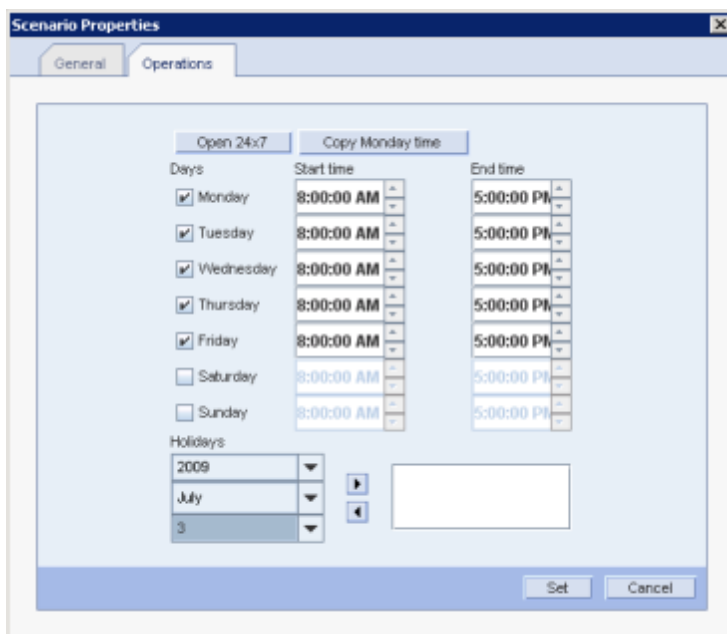 Scenario Properties
General Operations
Open 24x7 Copy Monday time
Days Start time End time
Monday 8:00:00 AM 5:00:00 PM
Tuesday 8:00:00 AM 5:00:00 PM
Wednesday 8:00:00 AM 5:00:00 PM
Thursday 8:00:00 AM 5:00:00 PM
Friday 8:00:00 AM 5:00:00 PM
Saturday 8:00:00 AM 5:00:00 PM
Sunday 8:00:00 AM 5:00:00 PM
Holidays
2009
July
3
Set Cancel